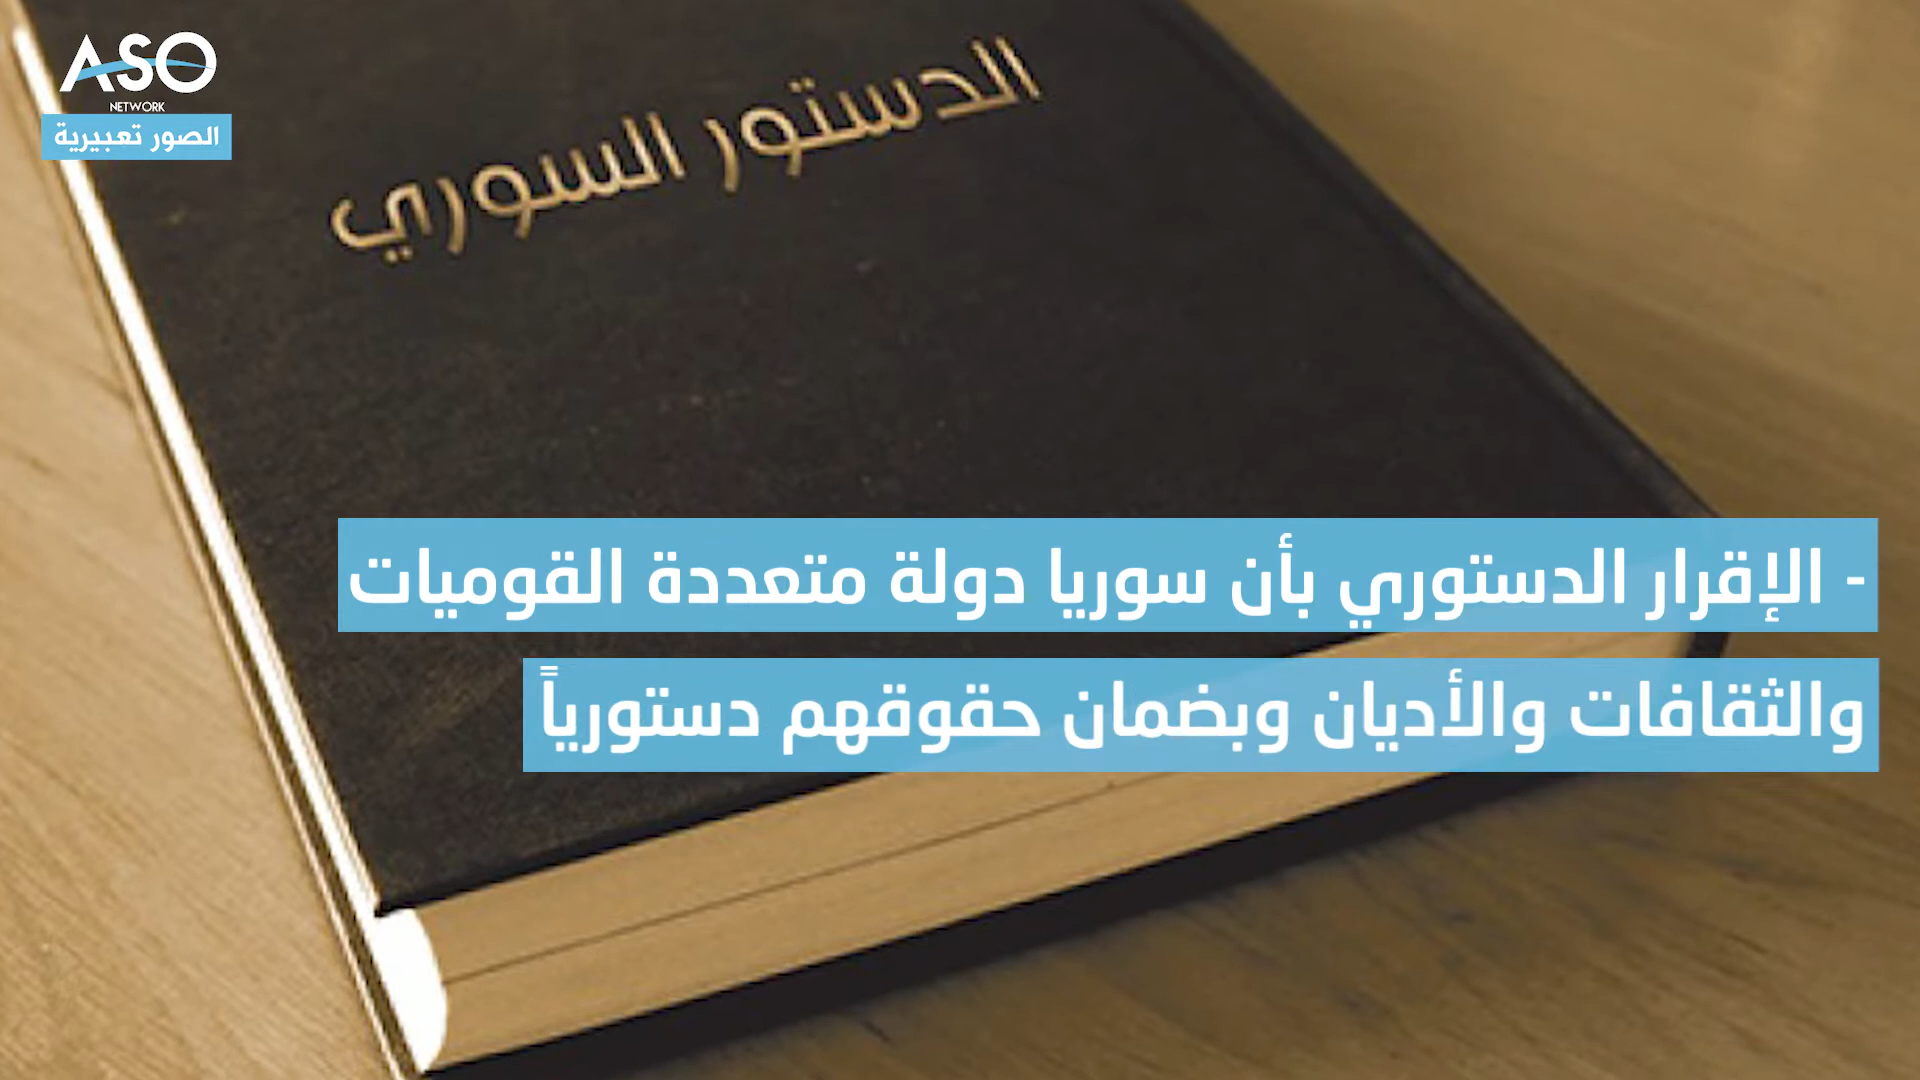 ASO
NETWORK
الصور تعبيرية
الدستور السوري
- الإقرار الدستوري بأن سوريا دولة متعددة القوميات
والثقافات والأديان وبضمان حقوقهم دستورياً